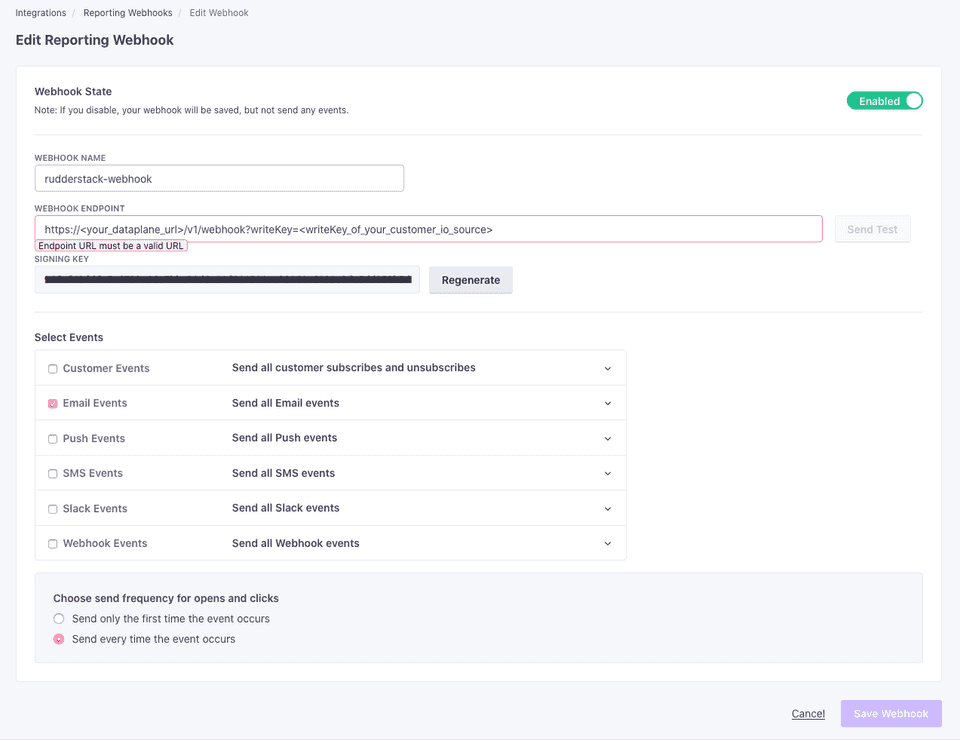 Integrations / Reporting Webhooks / Edit Webhook
Edit Reporting Webhook
Webhook State
Note: If you disable, your webhook will be saved, but not send any events.
Enabled
WEBHOOK NAME
rudderstack-webhook
WEBHOOK ENDPOINT
https://<your_dataplane_url>/v1/webhook?writeKey=<writeKey_of_your_customer_io_source>
Send Test
Endpoint URL must be a valid URL
SIGNING KEY
Regenerate
Select Events
Customer Events Send all customer subscribes and unsubscribes
Email Events Send all Email events
Push Events Send all Push events
SMS Events Send all SMS events
Slack Events Send all Slack events
Webhook Events Send all Webhook events
Choose send frequency for opens and clicks
Send only the first time the event occurs
Send every time the event occurs
Cancel
Save Webhook